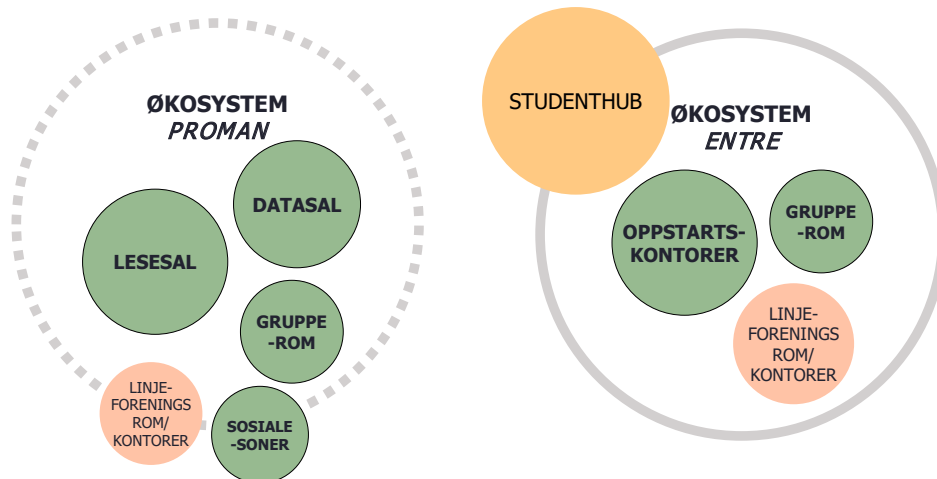 ØKOSYSTEM
PROMAN
DATASAL
LESESAL
GRUPPE
-ROM
LINJE-
FORENINGS
ROM/
KONTORER
SOSIALE
-SONER
STUDENTHUB
ØKOSYSTEM
ENTRE
OPPSTARTS-
KONTORER
GRUPPE
-ROM
LINJE-
FORENINGS
ROM/
KONTORER